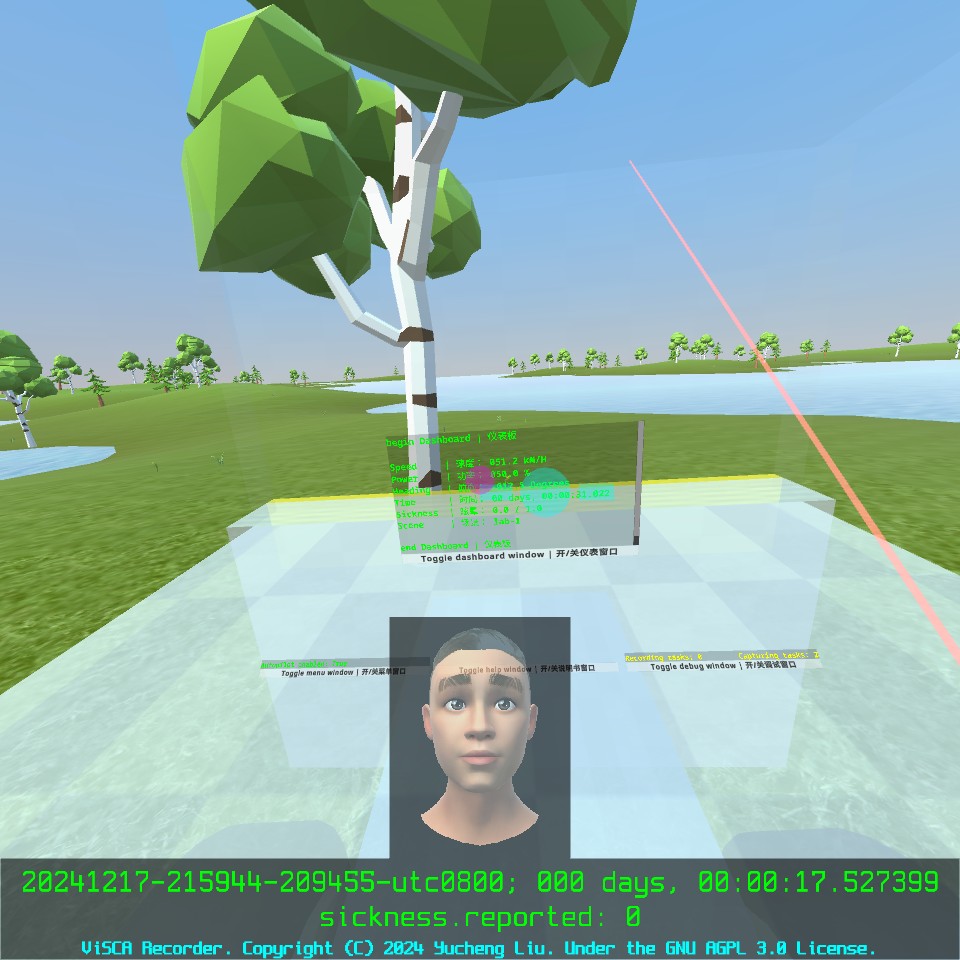 begin Dashboard | 仪表板
Speed | 速度: 051.2 kM/H
Power | 功率: 050.0 %
Heading Degrees
Time | 时间: 00 days, 00:00:31.022
Sickness | 眩晕: 0.0 / 1.0
Scene | 场景: lab-1
end Dashboard | 仪表板
Toggle dashboard window | 开/关仪表窗口
Toggle menu window | 开/关菜单窗口
Toggle help window | 开/关说明书窗口
Recording tasks: 0 Capturing tasks: 2
Toggle debug window | 开/关调试窗口
20241217-215944-209455-utc0800; 000 days, 00:00:17.527399
sickness.reported: 0
ViSCA Recorder. Copyright (C) 2024 Yucheng Liu. Under the GNU AGPL 3.0 License.